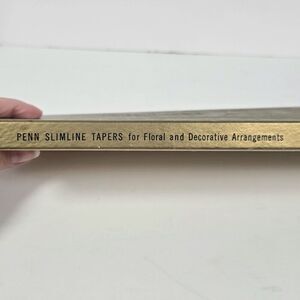 PENN SLIMLINE TAPERS for Floral and Decorative Arrangements